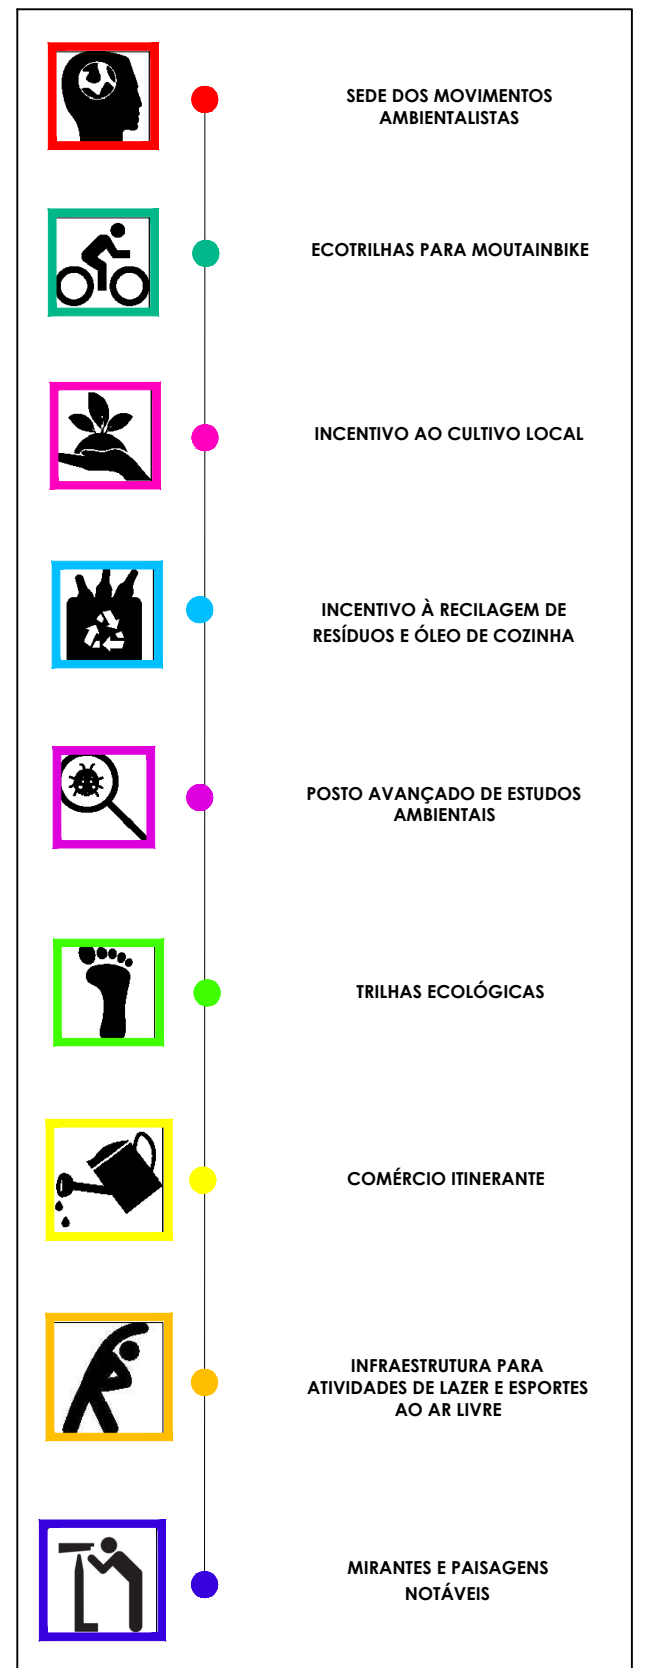 SEDE DOS MOVIMENTOS
AMBIENTALISTAS
ECOTRILHAS PARA MOUTAINBIKE
INCENTIVO AO CULTIVO LOCAL
INCENTIVO À RECILAGEM DE
RESÍDUOS E ÓLEO DE COZINHA
POSTO AVANÇADO DE ESTUDOS
AMBIENTAIS
TRILHAS ECOLÓGICAS
COMÉRCIO ITINERANTE
INFRAESTRUTURA PARA
ATIVIDADES DE LAZER E ESPORTES
AO AR LIVRE
MIRANTES E PAISAGENS
NOTÁVEIS